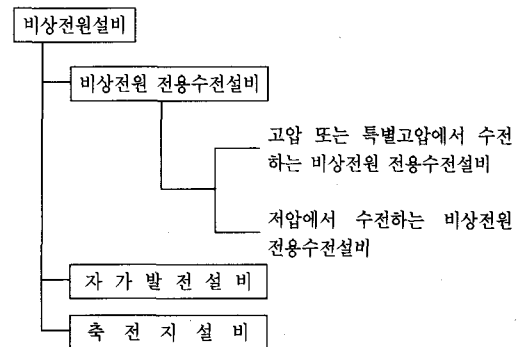 비상전원설비
비상전원 전용수전설비
고압 또는 특별고압에서 수전
하는 비상전원 전용수전설비
저압에서 수전하는 비상전원
전용수전설비
자 가 발 전 설 비
축 전 지 설 비